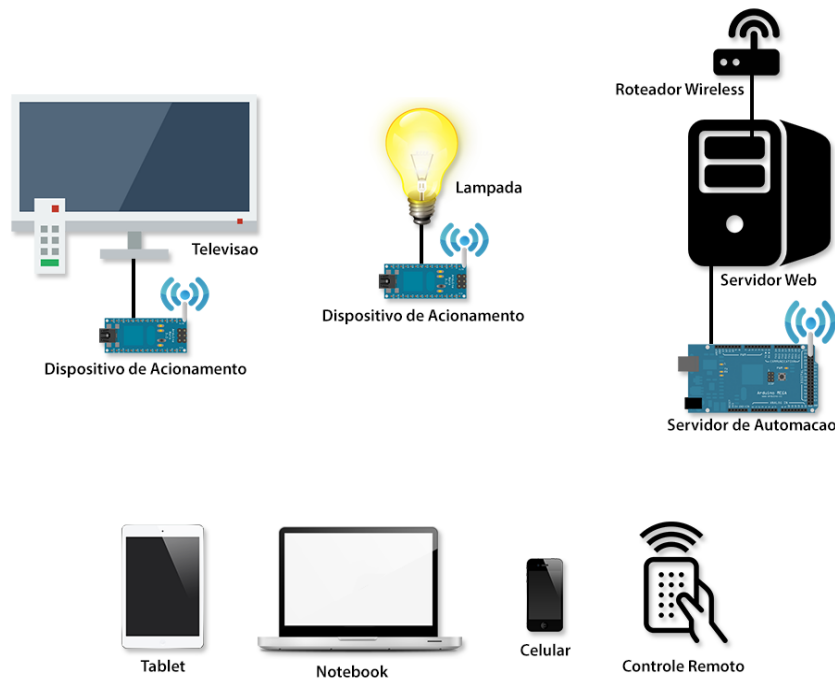 Roteador Wireless
Televisao
Lampada
Servidor Web
Dispositivo de Acionamento
Dispositivo de Acionamento
Servidor de Automacao
Tablet
Notebook
Celular
Controle Remoto